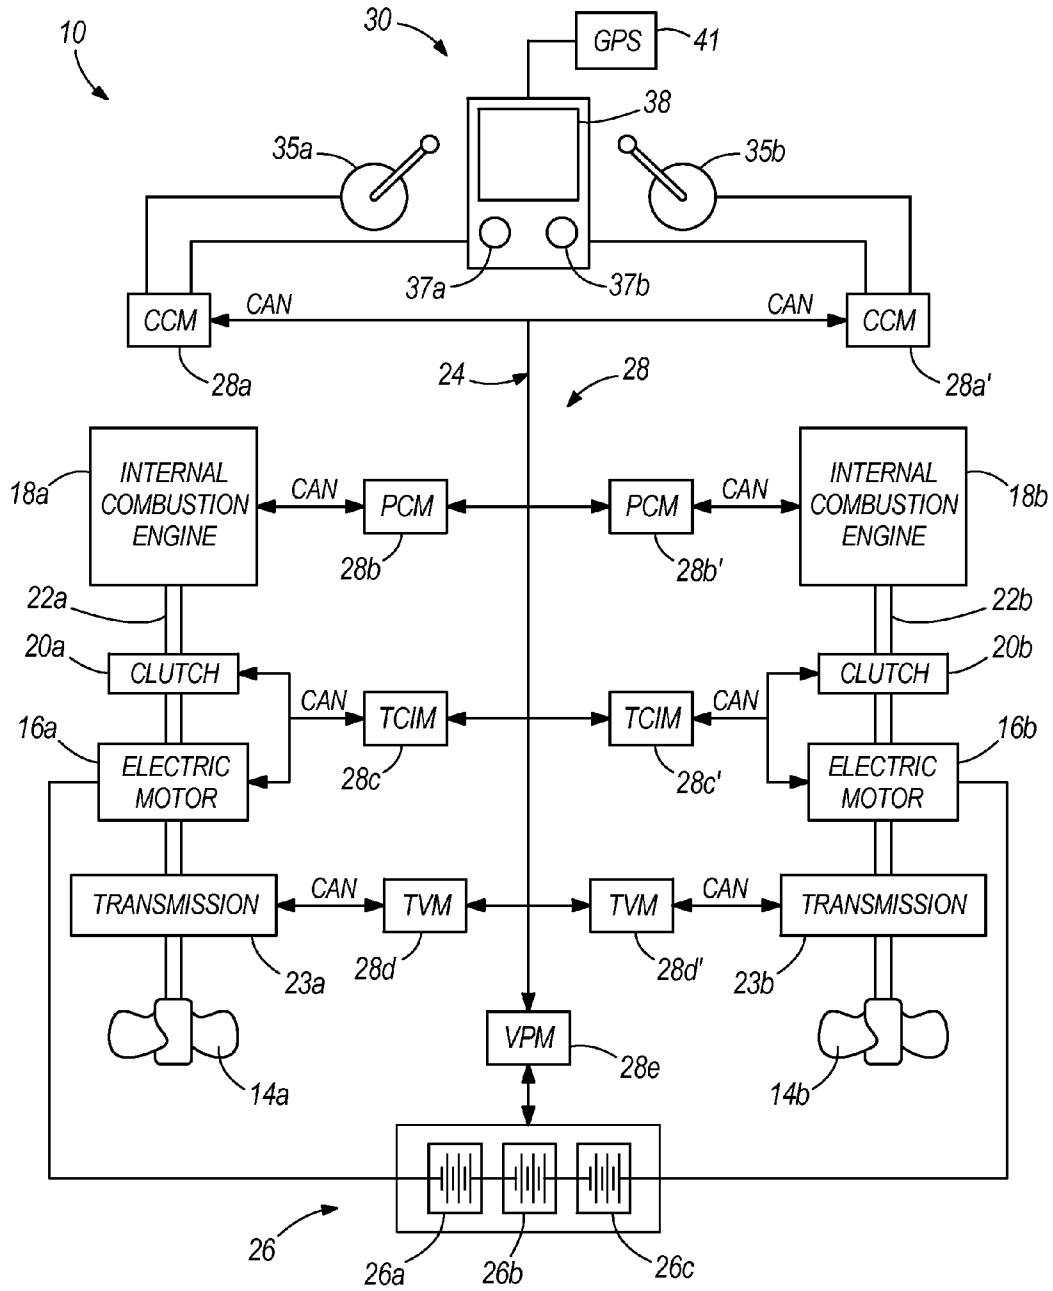 10
30
GPS
41
38
35a
35b
37a
37b
CCM
CAN
CAN
CCM
28a
24
28
28a'
18a
INTERNAL
COMBUSTION
ENGINE
CAN
PCM
PCM
CAN
INTERNAL
COMBUSTION
ENGINE
18b
28b
28b'
22a
22b
20a
CLUTCH
CLUTCH
20b
CAN
TCIM
TCIM
CAN
16a
ELECTRIC
MOTOR
28c
28c'
ELECTRIC
MOTOR
16b
TRANSMISSION
CAN
TVM
TVM
CAN
TRANSMISSION
23a
28d
28d'
23b
VPM
28e
14a
14b
26
26a
26b
26c